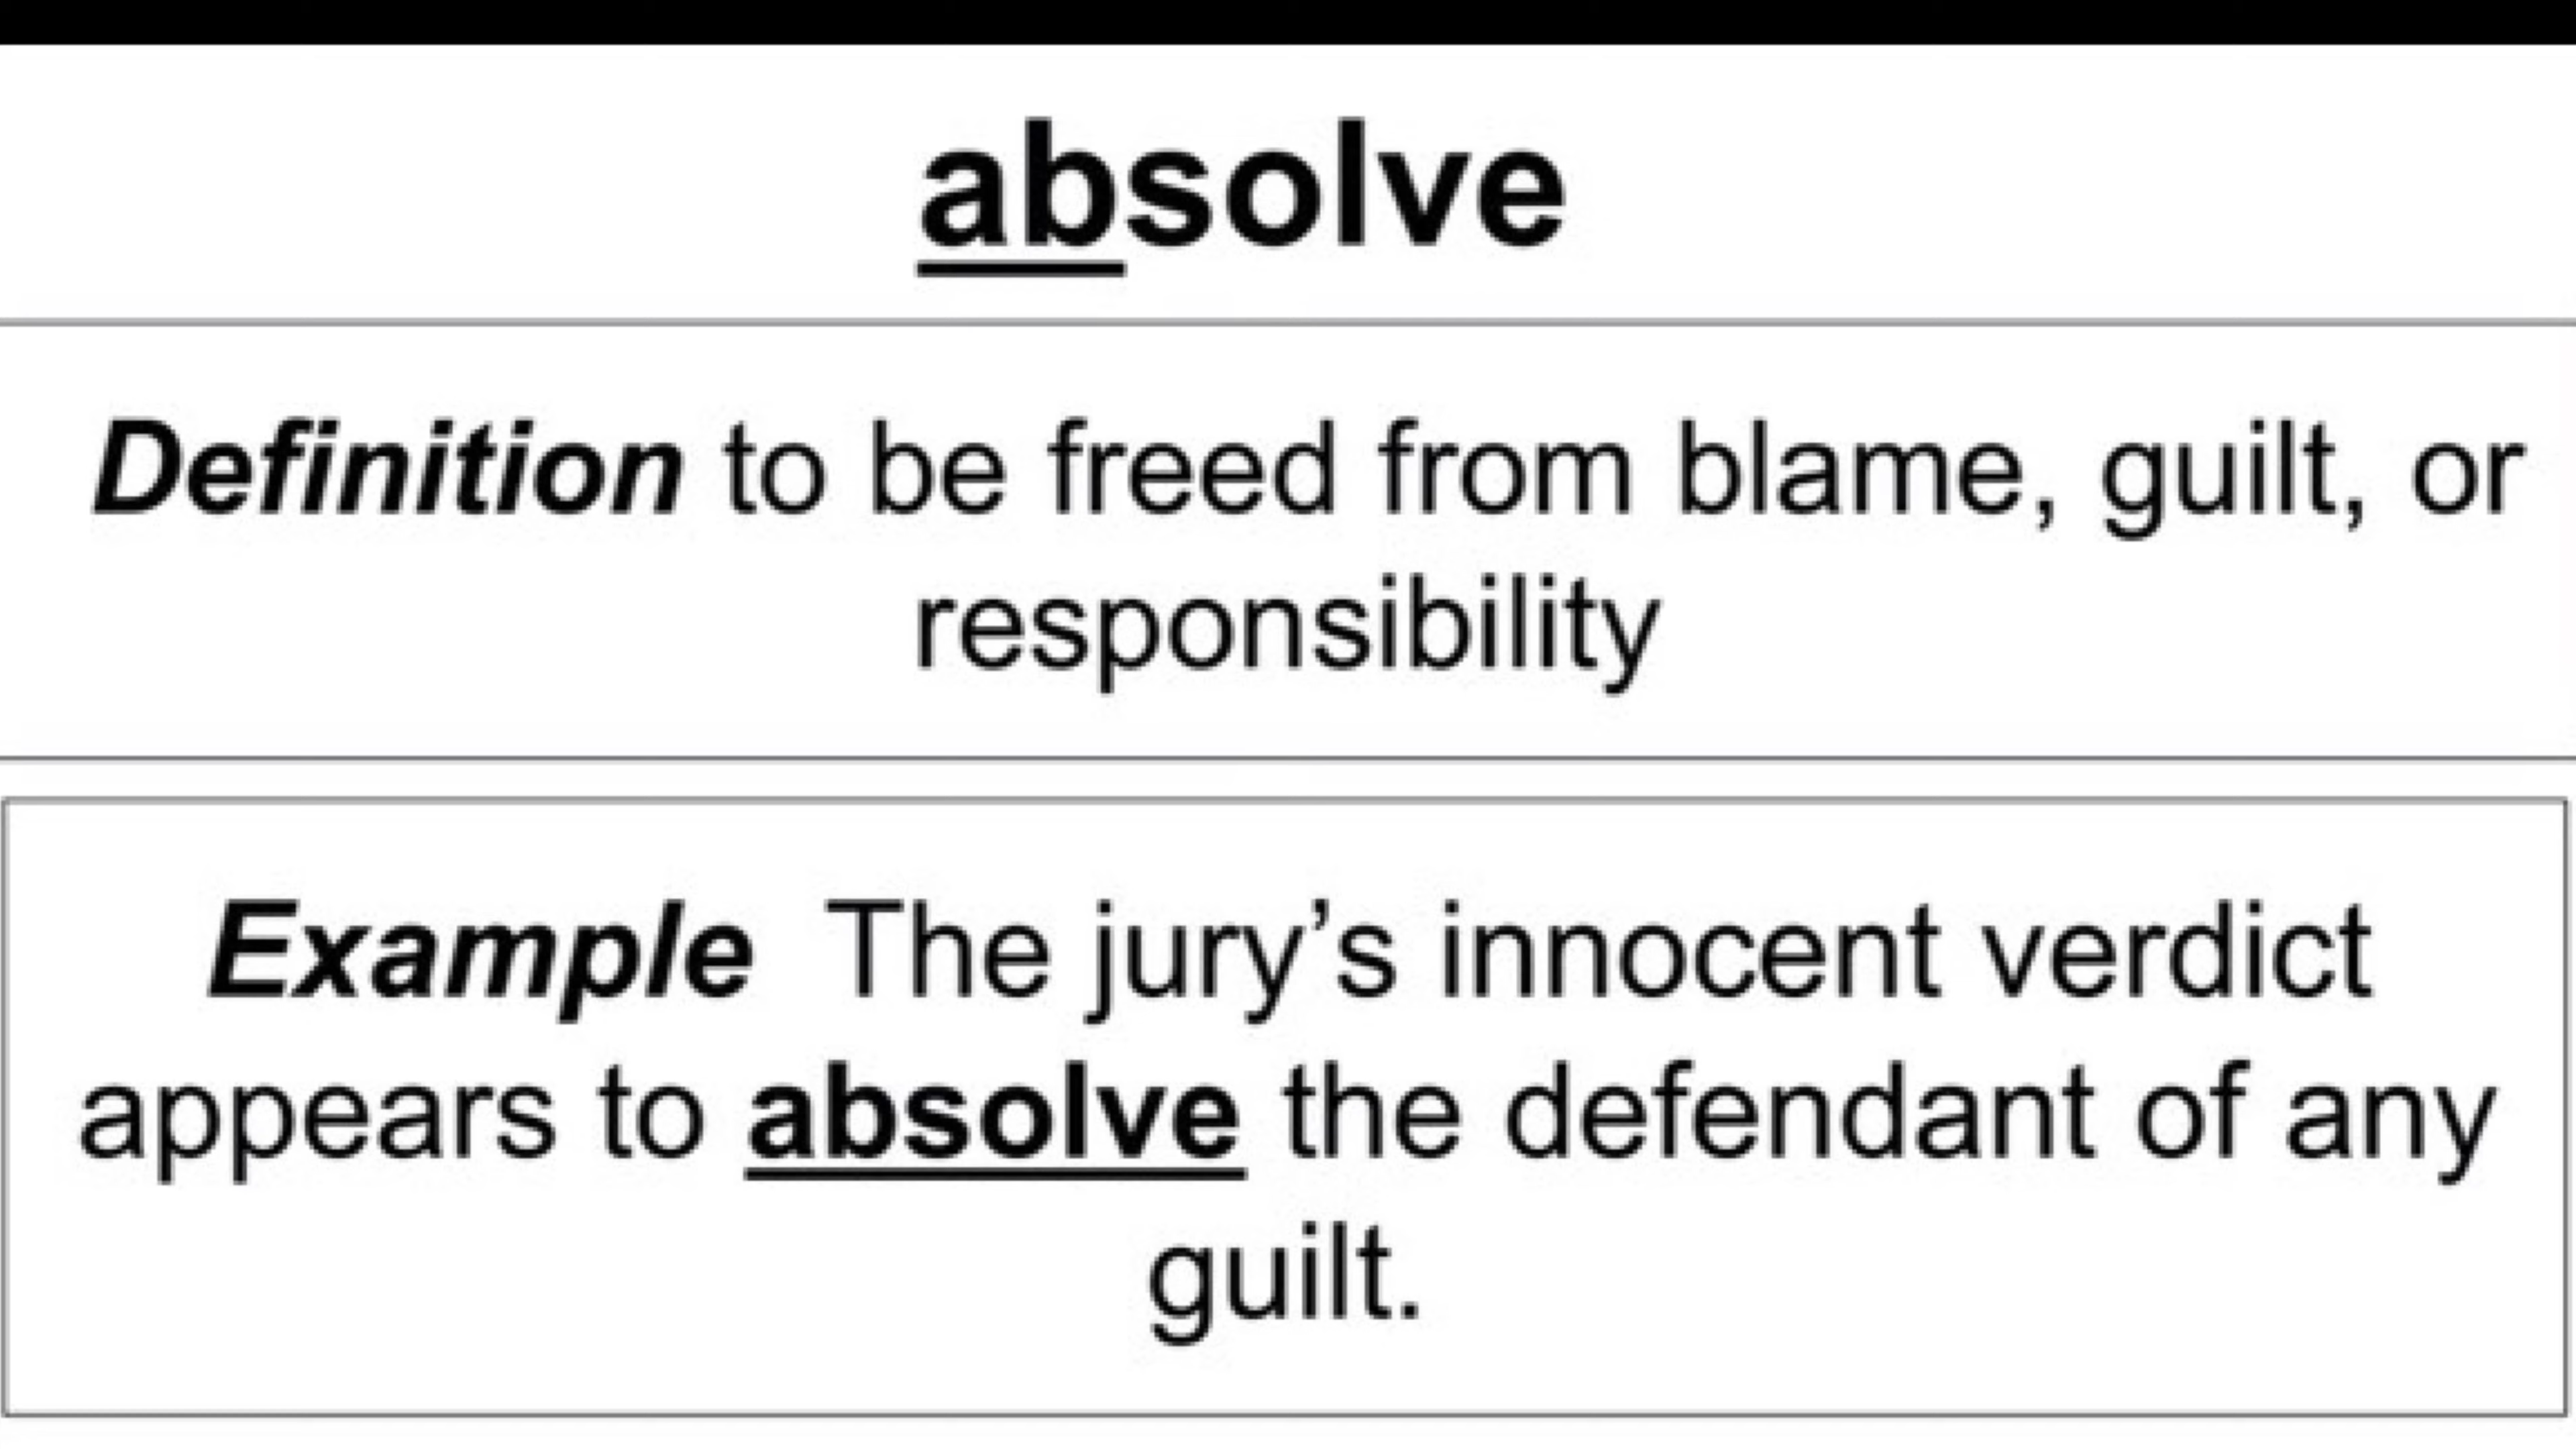 absolve
Definition to be freed from blame, guilt, or
responsibility
Example The jury’s innocent verdict
appears to absolve the defendant of any
guilt.